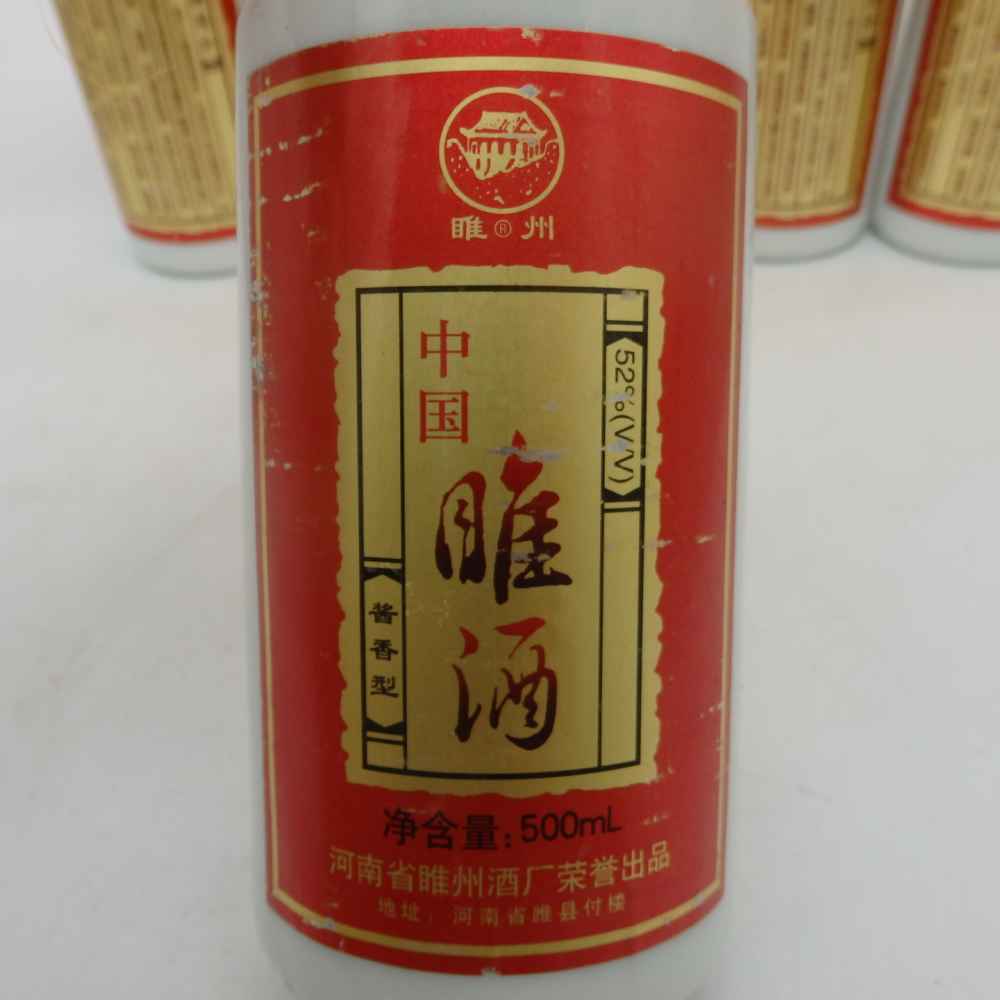 睢®州
中国
睢酒
52%(V/V)
酱香型
净含量:500mL
河南省睢州酒厂荣誉出品
地址：河南省睢县付楼